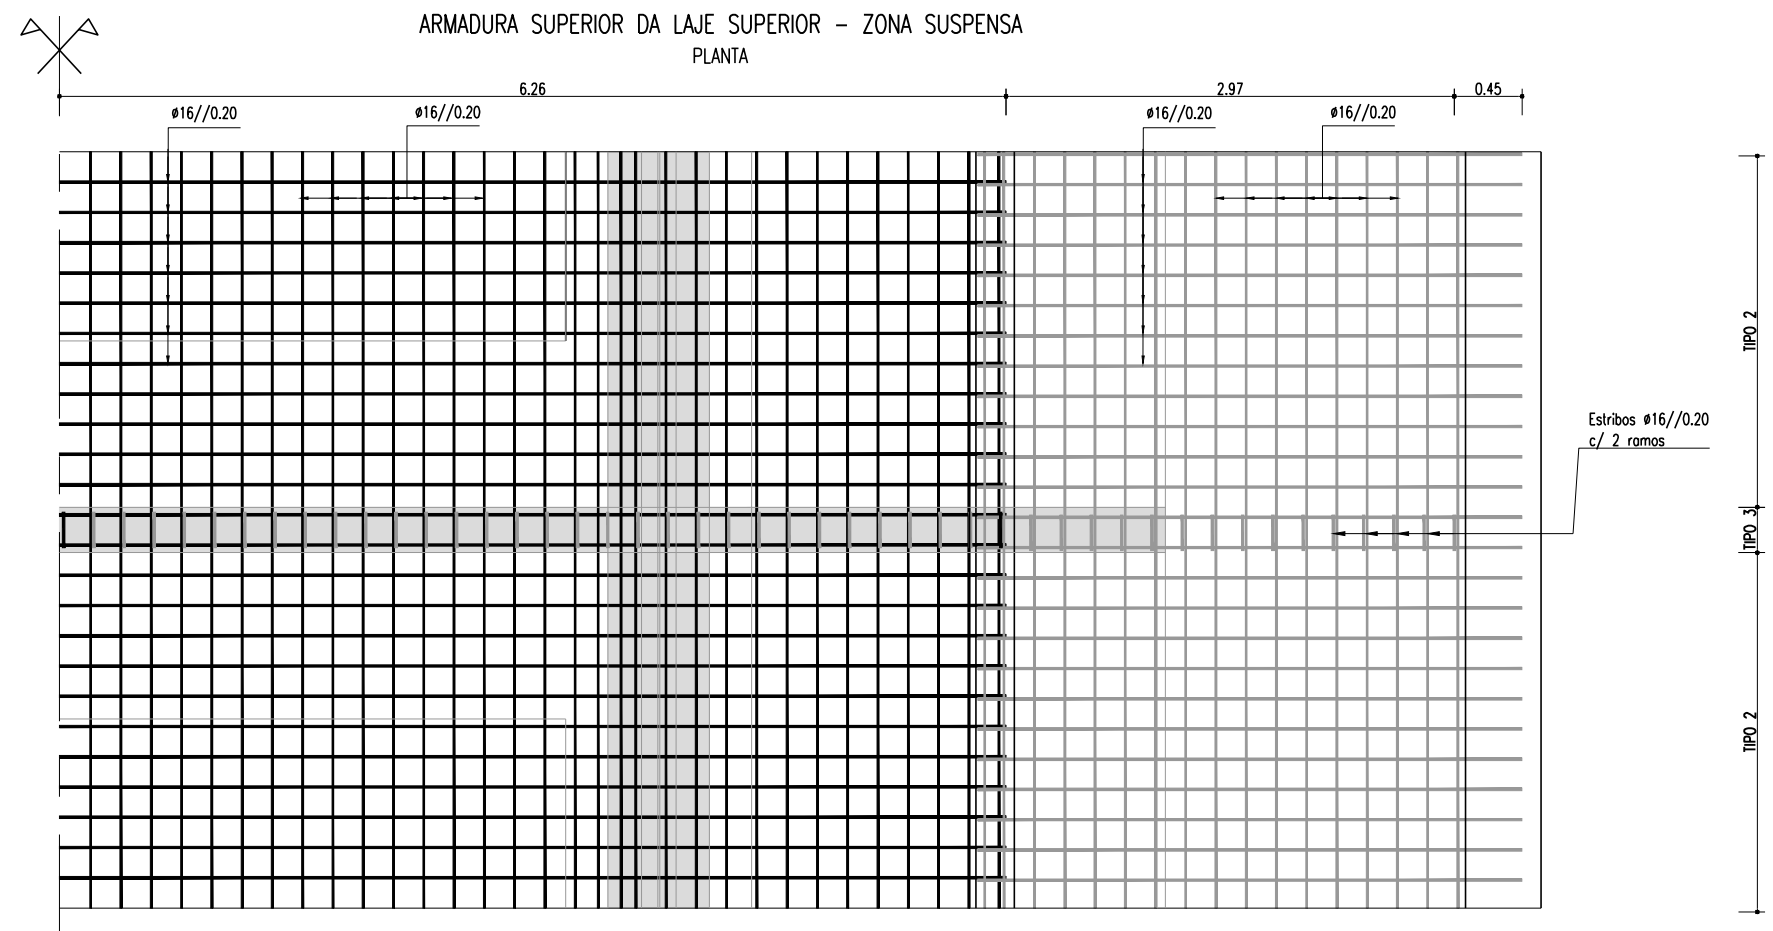 ARMADURA SUPERIOR DA LAJE SUPERIOR - ZONA SUSPENSA
PLANTA
6.26
2.97
0.45
ø16//0.20
ø16//0.20
ø16//0.20
ø16//0.20
TIPO 2
Estribos ø16//0.20
c/ 2 ramos
TIPO 3
TIPO 2